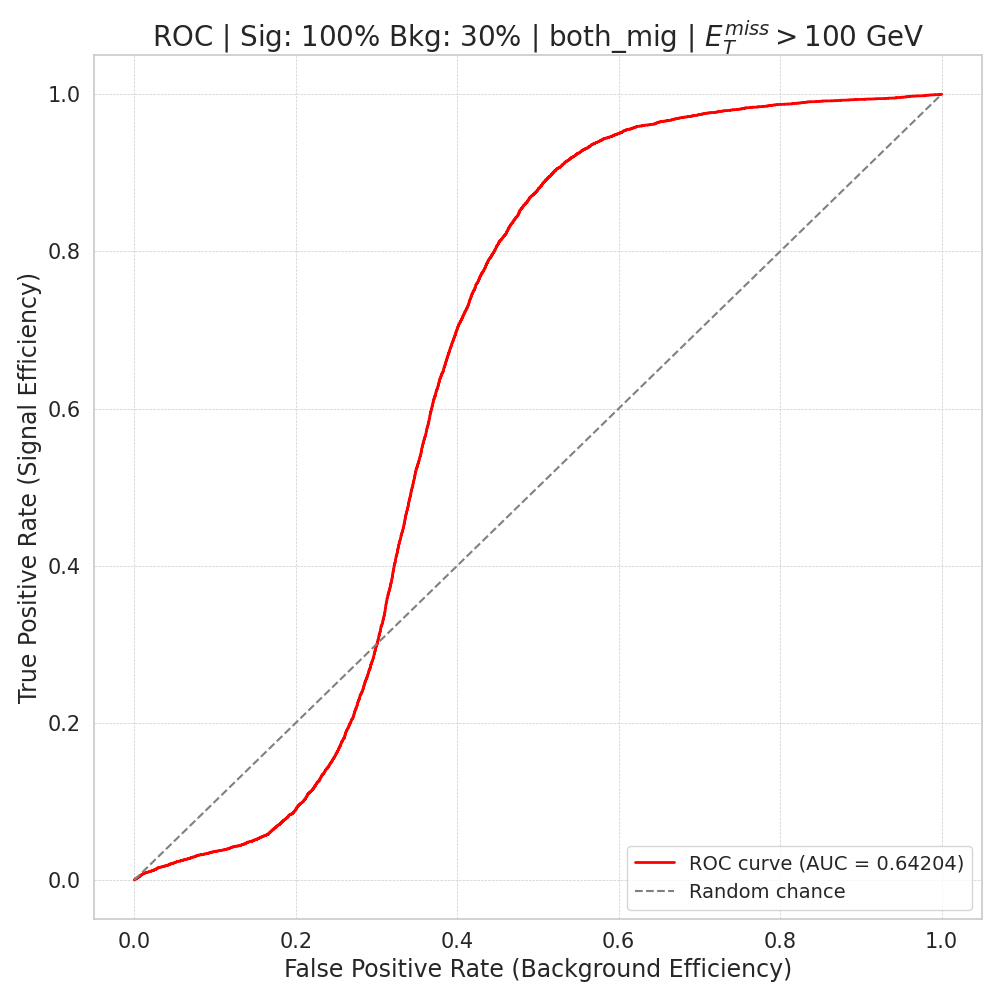 ROC | Sig: 100% Bkg: 30% | both_mig | $E_T^{miss} > 100$ GeV
1.0
0.8
0.6
0.4
0.2
0.0
True Positive Rate (Signal Efficiency)
ROC curve (AUC = 0.64204)
Random chance
0.0 0.2 0.4 0.6 0.8 1.0
False Positive Rate (Background Efficiency)